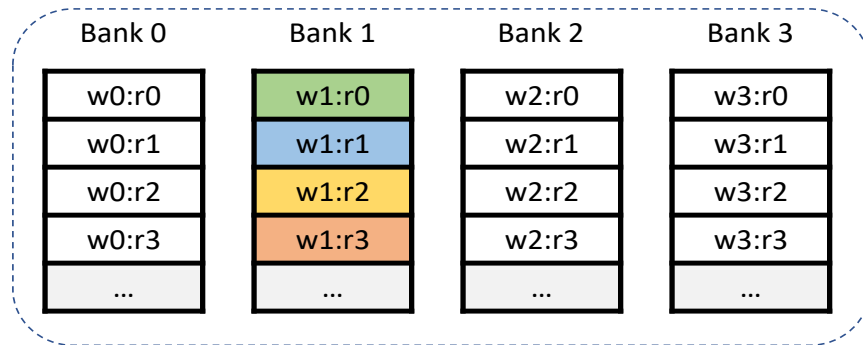 Bank 0 Bank 1 Bank 2 Bank 3
w0:r0 w1:r0 w2:r0 w3:r0
w0:r1 w1:r1 w2:r1 w3:r1
w0:r2 w1:r2 w2:r2 w3:r2
w0:r3 w1:r3 w2:r3 w3:r3
... ... ... ...